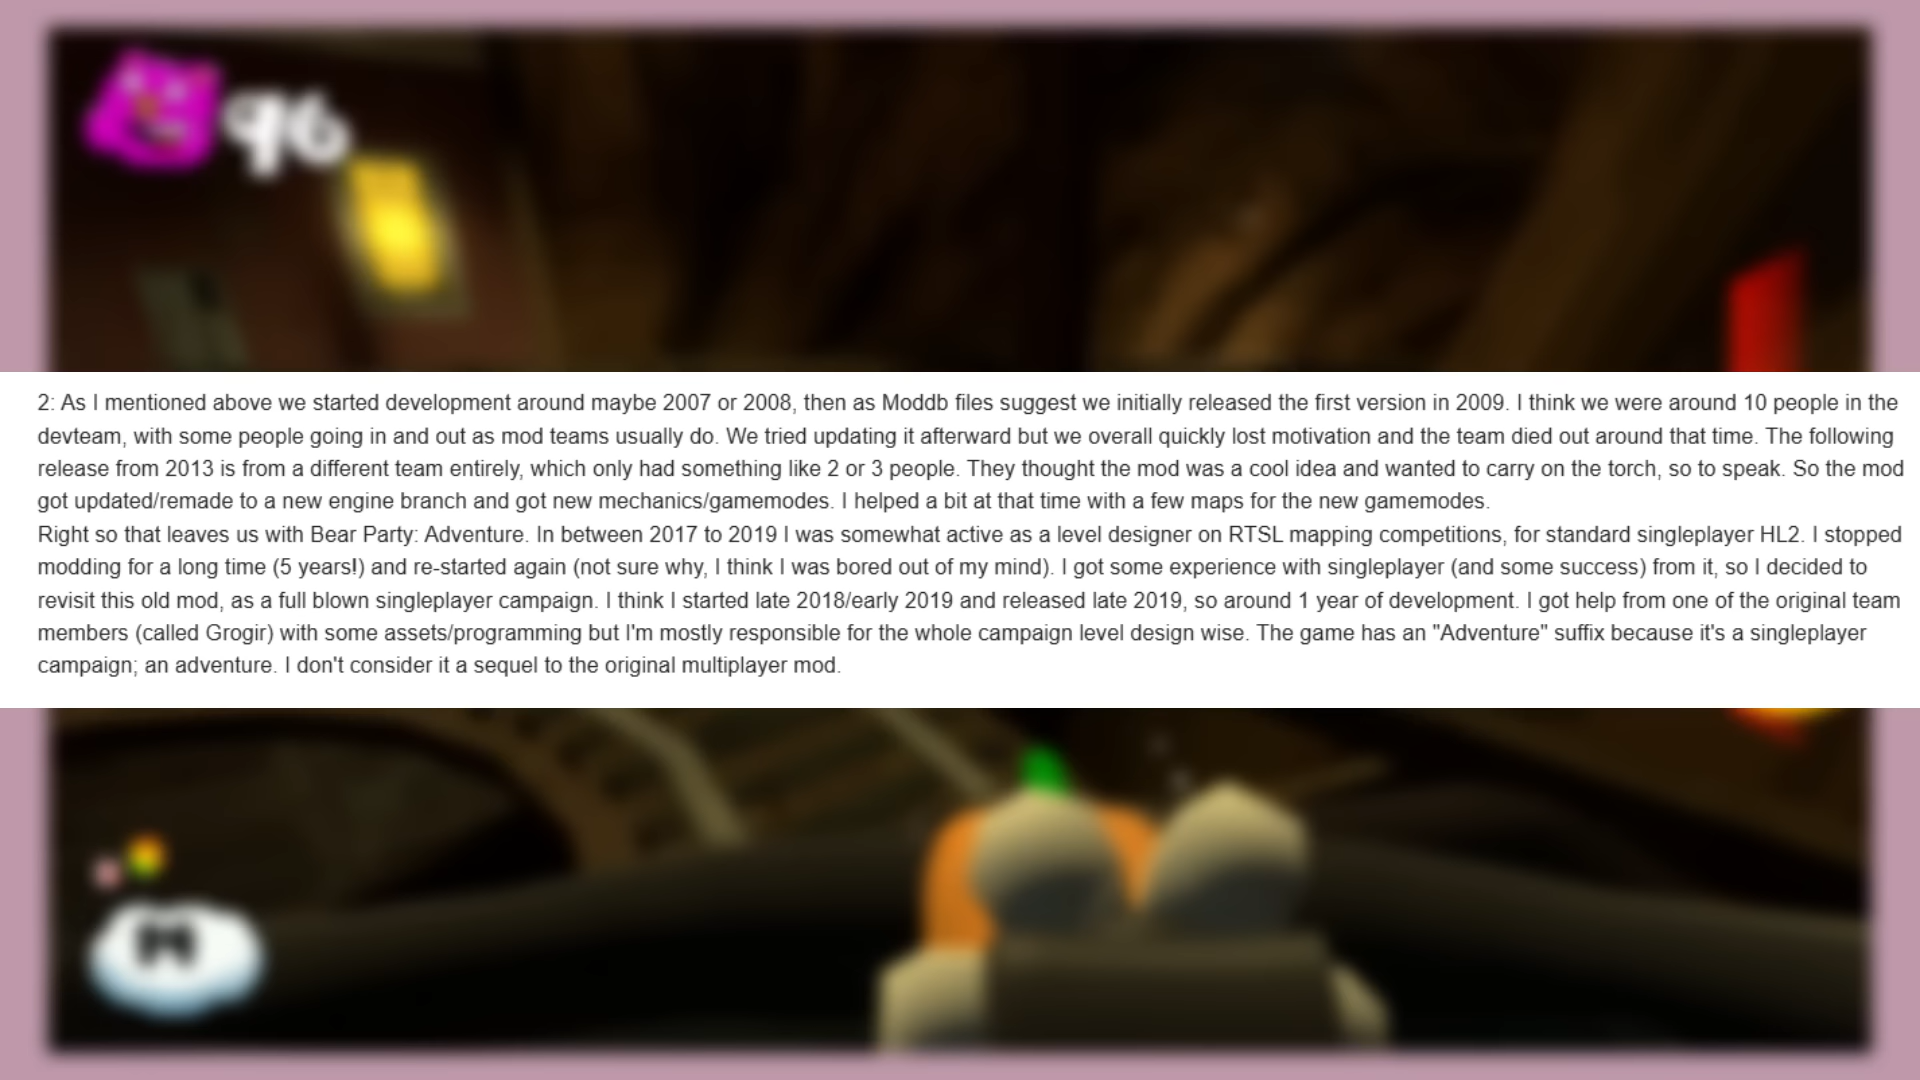 96
2: As I mentioned above we started development around maybe 2007 or 2008, then as Moddb files suggest we initially released the first version in 2009. I think we were around 10 people in the
devteam, with some people going in and out as mod teams usually do. We tried updating it afterward but we overall quickly lost motivation and the team died out around that time. The following
release from 2013 is from a different team entirely, which only had something like 2 or 3 people. They thought the mod was a cool idea and wanted to carry on the torch, so to speak. So the mod
got updated/remade to a new engine branch and got new mechanics/gamemodes. I helped a bit at that time with a few maps for the new gamemodes.
Right so that leaves us with Bear Party: Adventure. In between 2017 to 2019 I was somewhat active as a level designer on RTSL mapping competitions, for standard singleplayer HL2. I stopped
modding for a long time (5 years!) and re-started again (not sure why, I think I was bored out of my mind). I got some experience with singleplayer (and some success) from it, so I decided to
revisit this old mod, as a full blown singleplayer campaign. I think I started late 2018/early 2019 and released late 2019, so around 1 year of development. I got help from one of the original team
members (called Grogir) with some assets/programming but I'm mostly responsible for the whole campaign level design wise. The game has an "Adventure" suffix because it's a singleplayer
campaign; an adventure. I don't consider it a sequel to the original multiplayer mod.